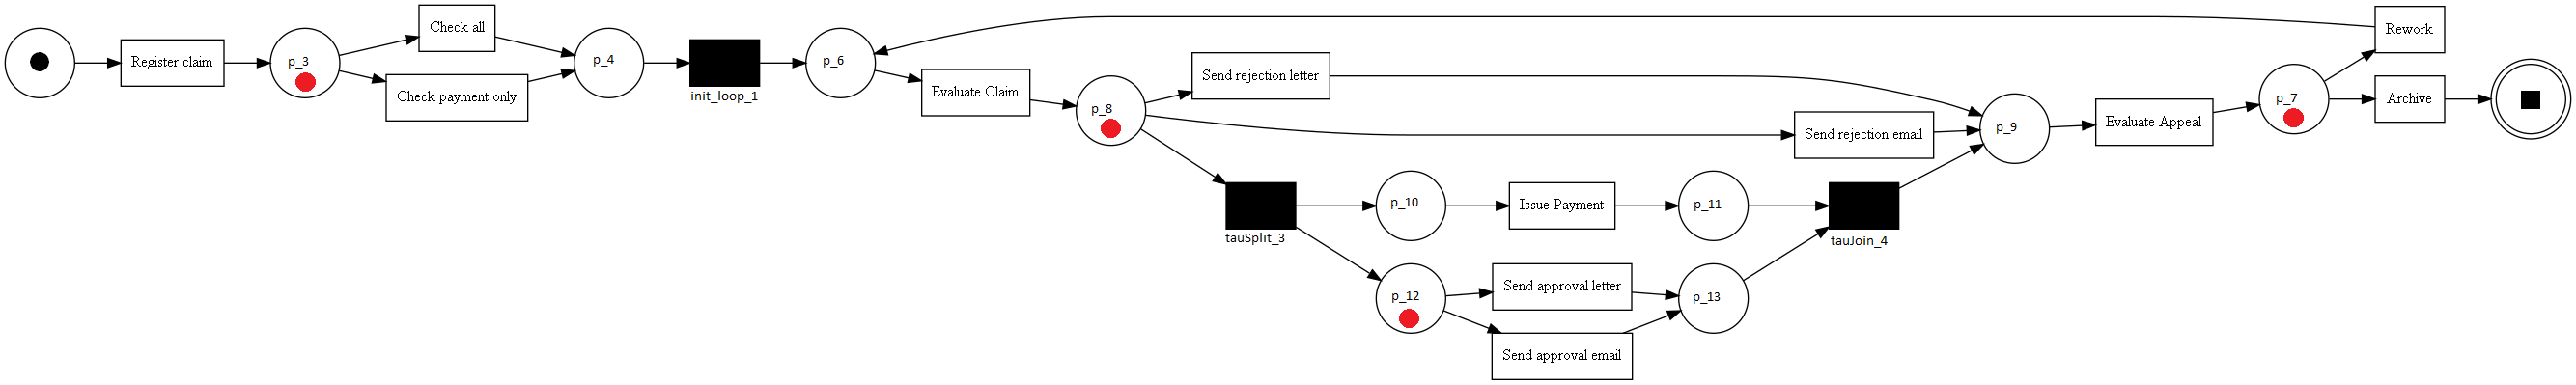 Register claim
p_3
Check all
Check payment only
p_4
init_loop_1
p_6
Evaluate Claim
p_8
Send rejection letter
Send rejection email
tauSplit_3
p_10
Issue Payment
p_11
tauJoin_4
p_12
Send approval letter
Send approval email
p_13
p_9
Evaluate Appeal
p_7
Rework
Archive